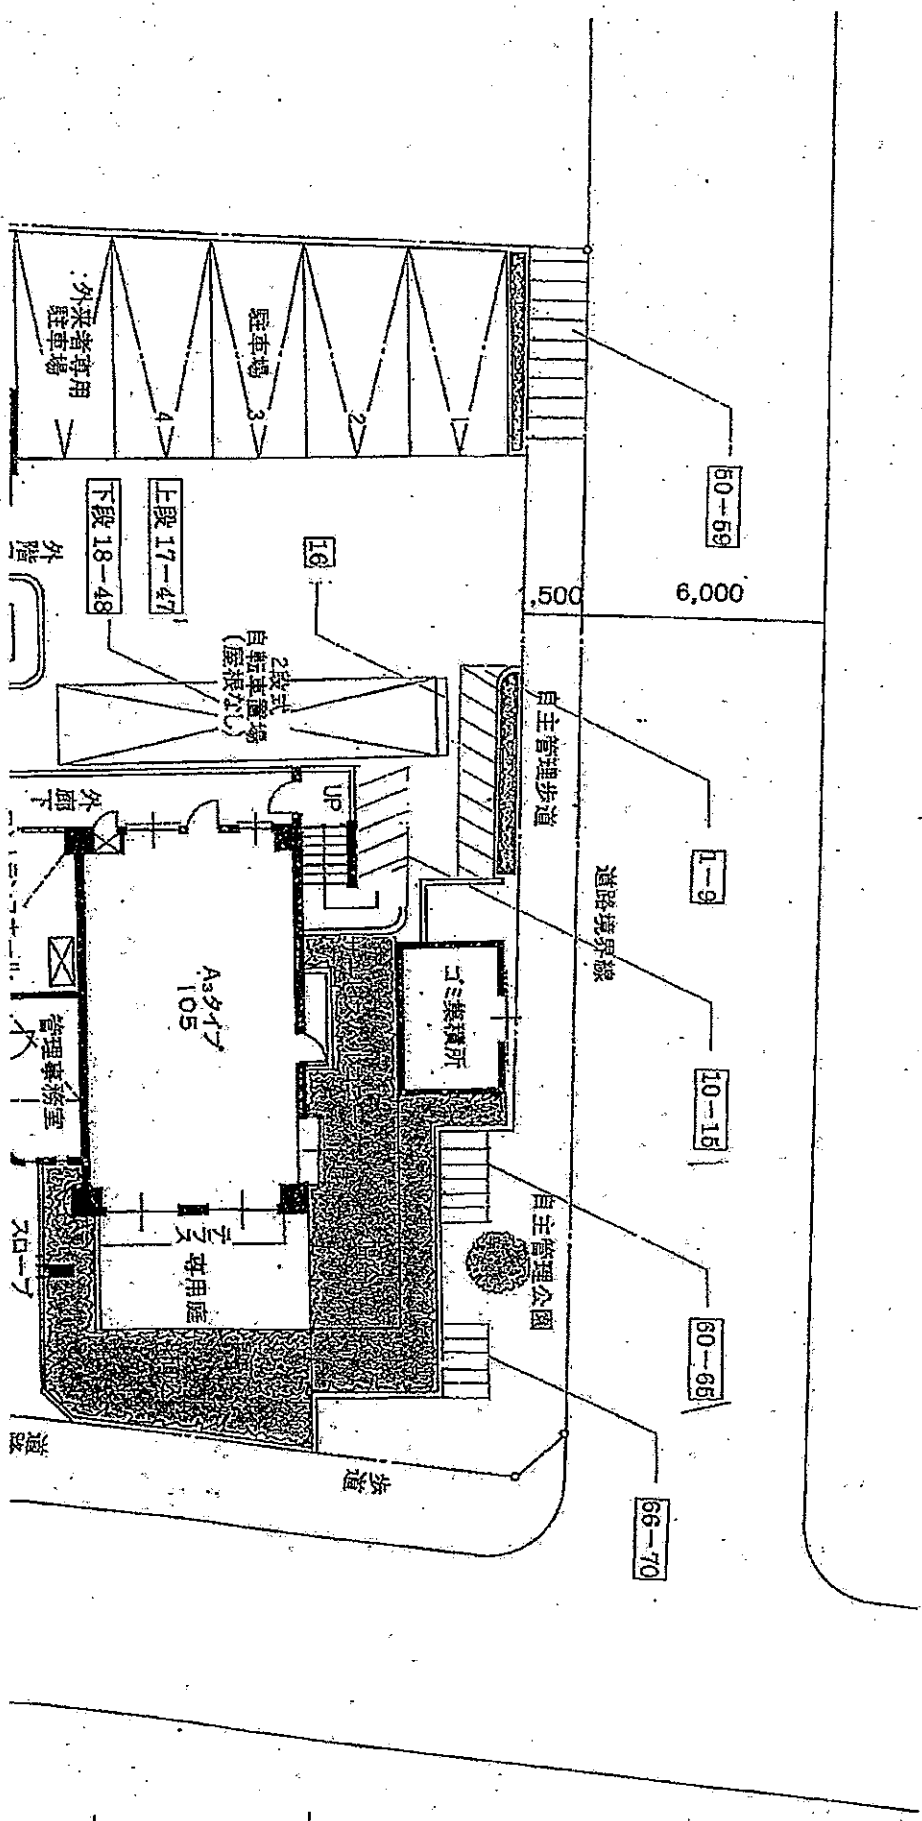 50-59
.500
6,000
自主管理歩道
1-9
道路境界線
10-15
自主管理公園
60-65
66-70
1
2
3
4
駐車場
外来者専用
駐車場
16
上段 17-47
下段 18-48
2段式
自転車置場
(屋根なし)
UP
外
階
外
廊
下
ゴミ集積所
A3タイプ
105
管理事務室
テラス
専用庭
スロープ
歩道
道路